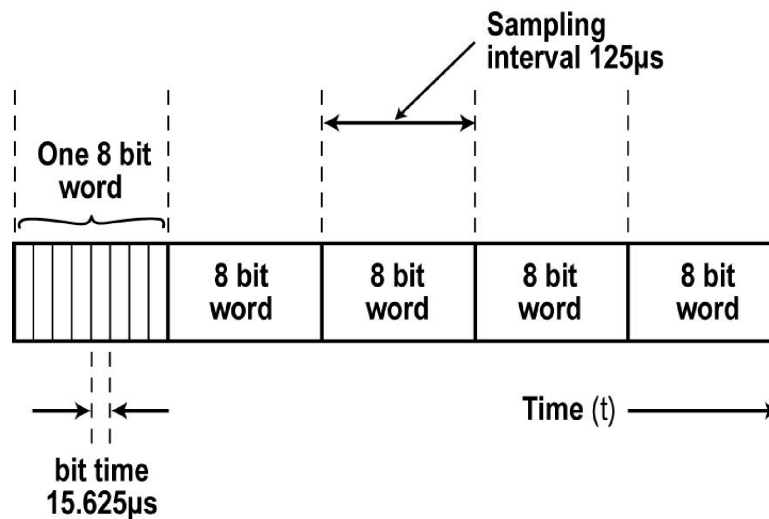 Sampling
interval 125µs
One 8 bit
word
8 bit
word
8 bit
word
8 bit
word
8 bit
word
Time (t)
bit time
15.625µs